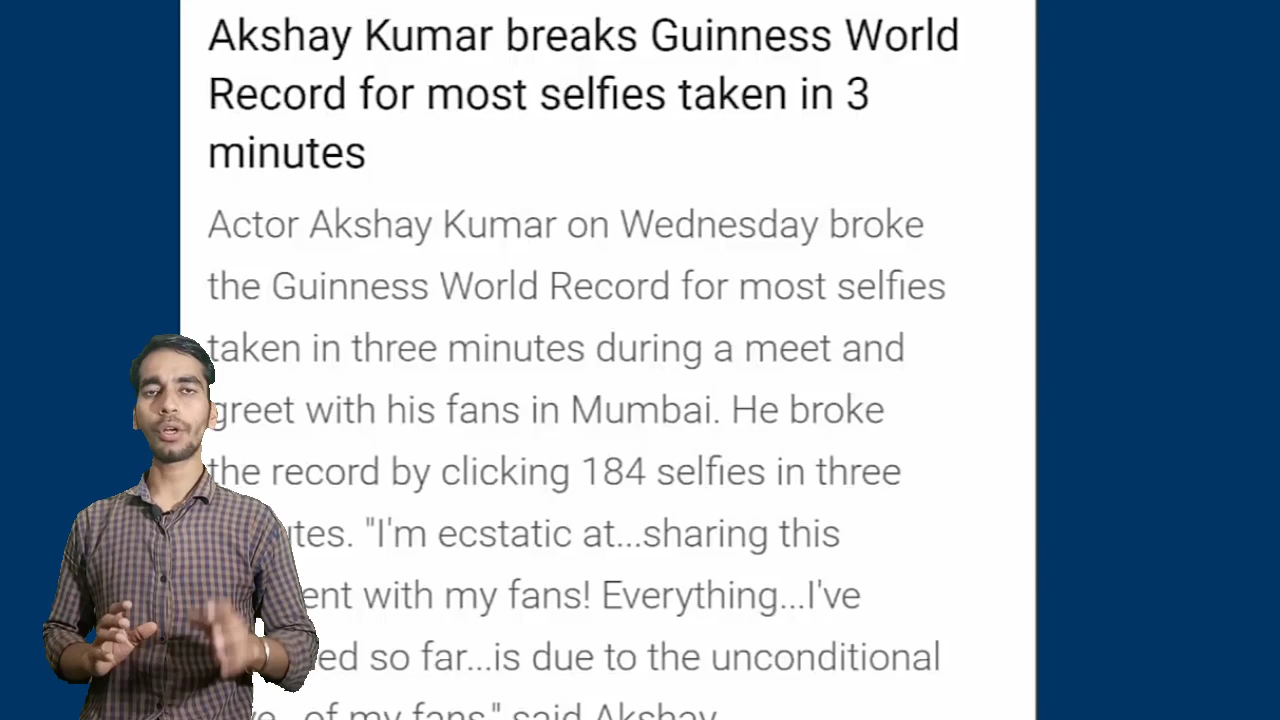 Akshay Kumar breaks Guinness World
Record for most selfies taken in 3
minutes
Actor Akshay Kumar on Wednesday broke
the Guinness World Record for most selfies
taken in three minutes during a meet and
greet with his fans in Mumbai. He broke
the record by clicking 184 selfies in three
"I'm ecstatic at...sharing this
with my fans! Everything...I've
so far...is due to the unconditional
of my fans," said Akshay